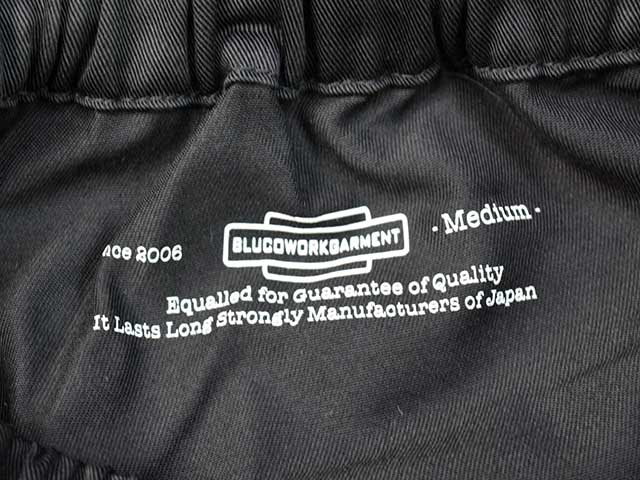 nce 2006 BLUCOWORKGARMENT - Medium -
Equalled for Guarantee of Quality
It Lasts Long Strongly Manufacturers of Japan